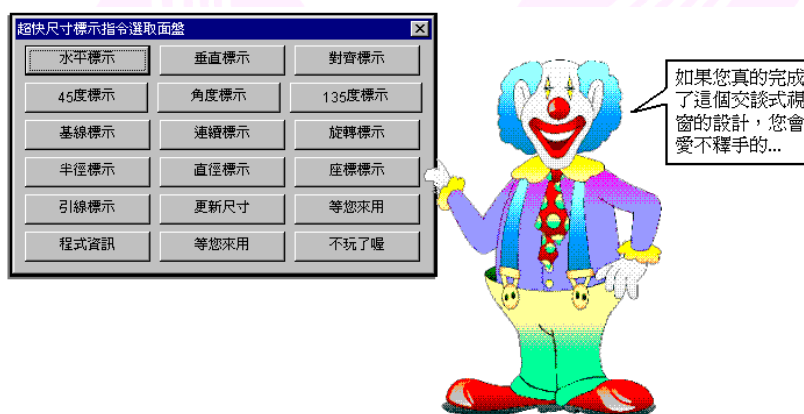 超快尺寸標示指令選取面盤
水平標示 垂直標示 對齊標示
45度標示 角度標示 135度標示
基線標示 連續標示 旋轉標示
半徑標示 直徑標示 座標標示
引線標示 更新尺寸 等您來用
程式資訊 等您來用 不玩了喔
如果您真的完成
了這個交談式視
窗的設計，您會
愛不釋手的...